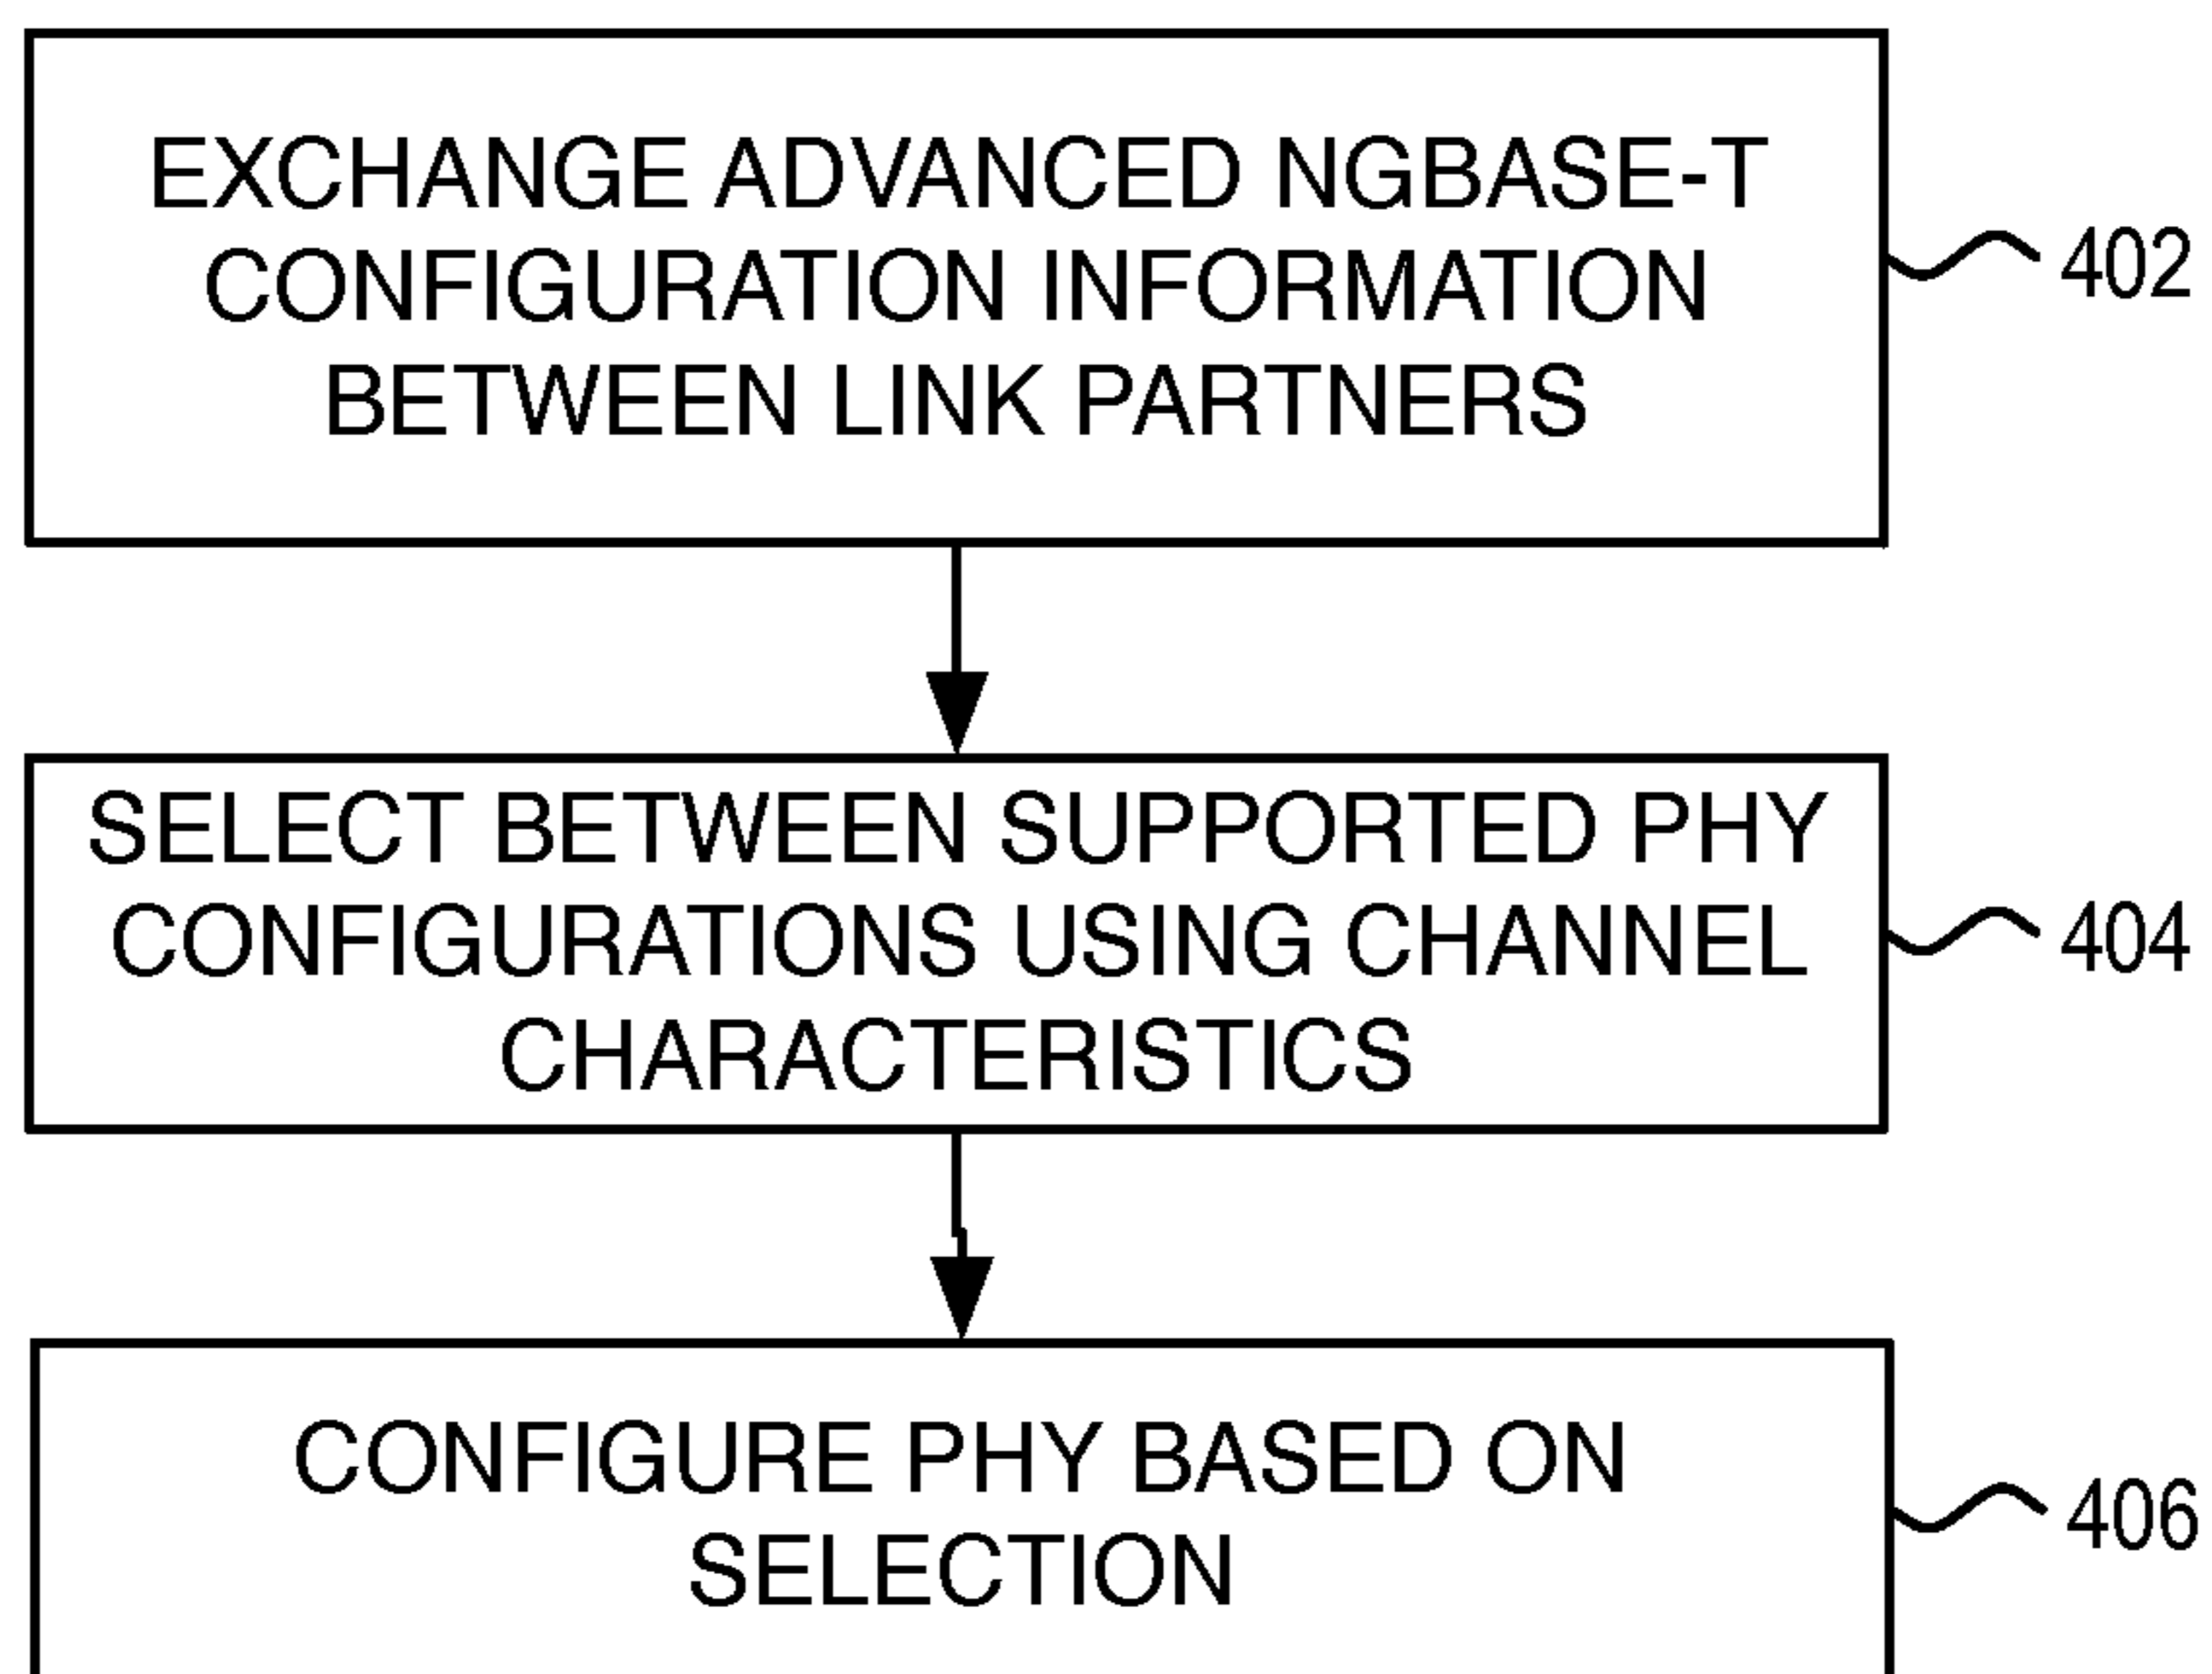 EXCHANGE ADVANCED NGBASE-T
CONFIGURATION INFORMATION
BETWEEN LINK PARTNERS
402
SELECT BETWEEN SUPPORTED PHY
CONFIGURATIONS USING CHANNEL
CHARACTERISTICS
404
CONFIGURE PHY BASED ON
SELECTION
406